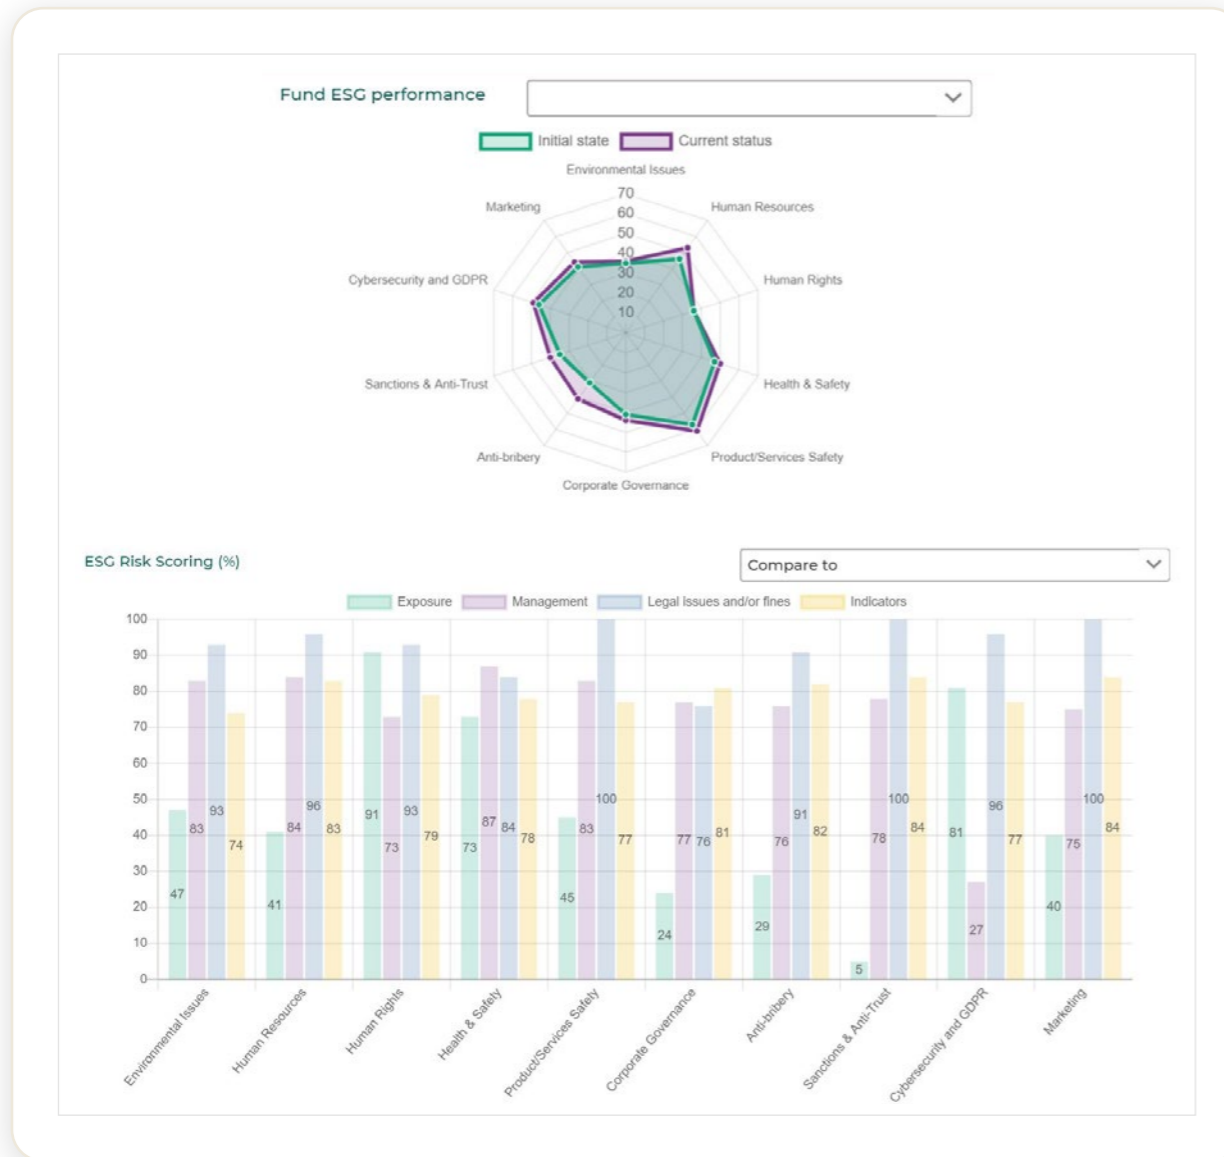 Fund ESG performance
Initial state Current status
Environmental Issues
Marketing Human Resources
Cybersecurity and GDPR Human Rights
Sanctions & Anti-Trust Health & Safety
Anti-bribery Product/Services Safety
Corporate Governance
70
60
50
40
30
20
10
ESG Risk Scoring (%)
Compare to
Exposure Management Legal issues and/or fines Indicators
100
90
80
70
60
50
40
30
20
10
0
47 83 93 74
41 84 96 83
91 73 93 79
73 87 84 78
45 83 100 77
24 77 76 81
29 76 91 82
5 78 100 84
81 27 96 77
40 75 100 84
Environmental Issues
Human Resources
Human Rights
Health & Safety
Product/Services Safety
Corporate Governance
Anti-bribery
Sanctions & Anti-Trust
Cybersecurity and GDPR
Marketing